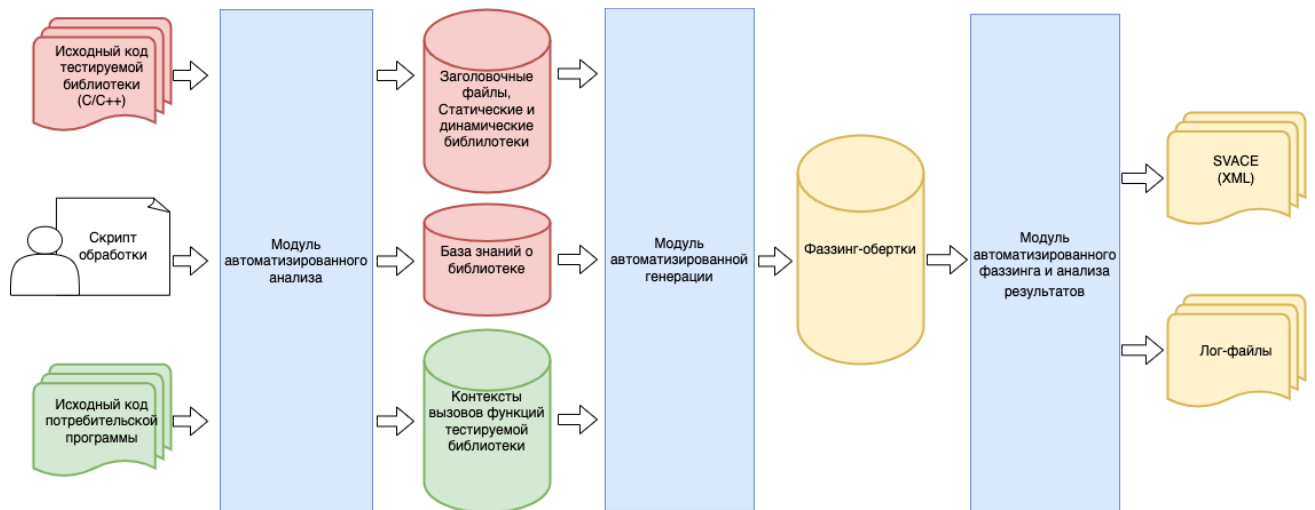 Исходный код
тестируемой
библиотеки
(C/C++)
Скрипт
обработки
Исходный код
потребительской
программы
Модуль
автоматизированного
анализа
Заголовочные
файлы,
Статические и
динамические
библилотеки
База знаний о
библиотеке
Контексты
вызовов функций
тестируемой
библиотеки
Модуль
автоматизированной
генерации
Фаззинг-обертки
Модуль
автоматизированного
фаззинга и анализа
результатов
SVACE
(XML)
Лог-файлы